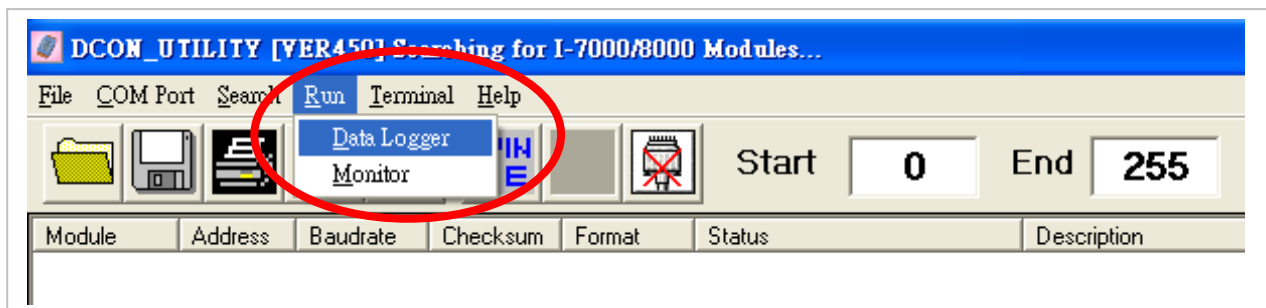 DCON_UTILITY [VER450] Searching for I-7000/8000 Modules...
File COM Port Search Run Terminal Help
Data Logger
Monitor
Start 0 End 255
Module Address Baudrate Checksum Format Status Description